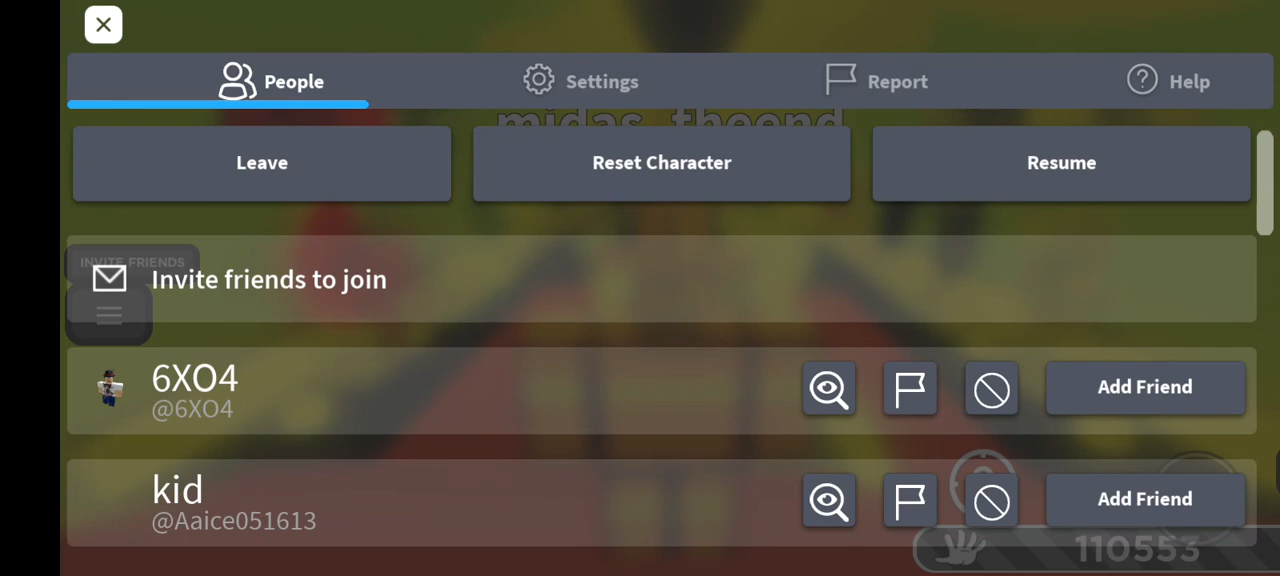 People
Settings
Report
Help
midas_theend
Leave
Reset Character
Resume
INVITE FRIENDS
Invite friends to join
6XO4
@6XO4
Add Friend
kid
@Aaice051613
Add Friend
110553